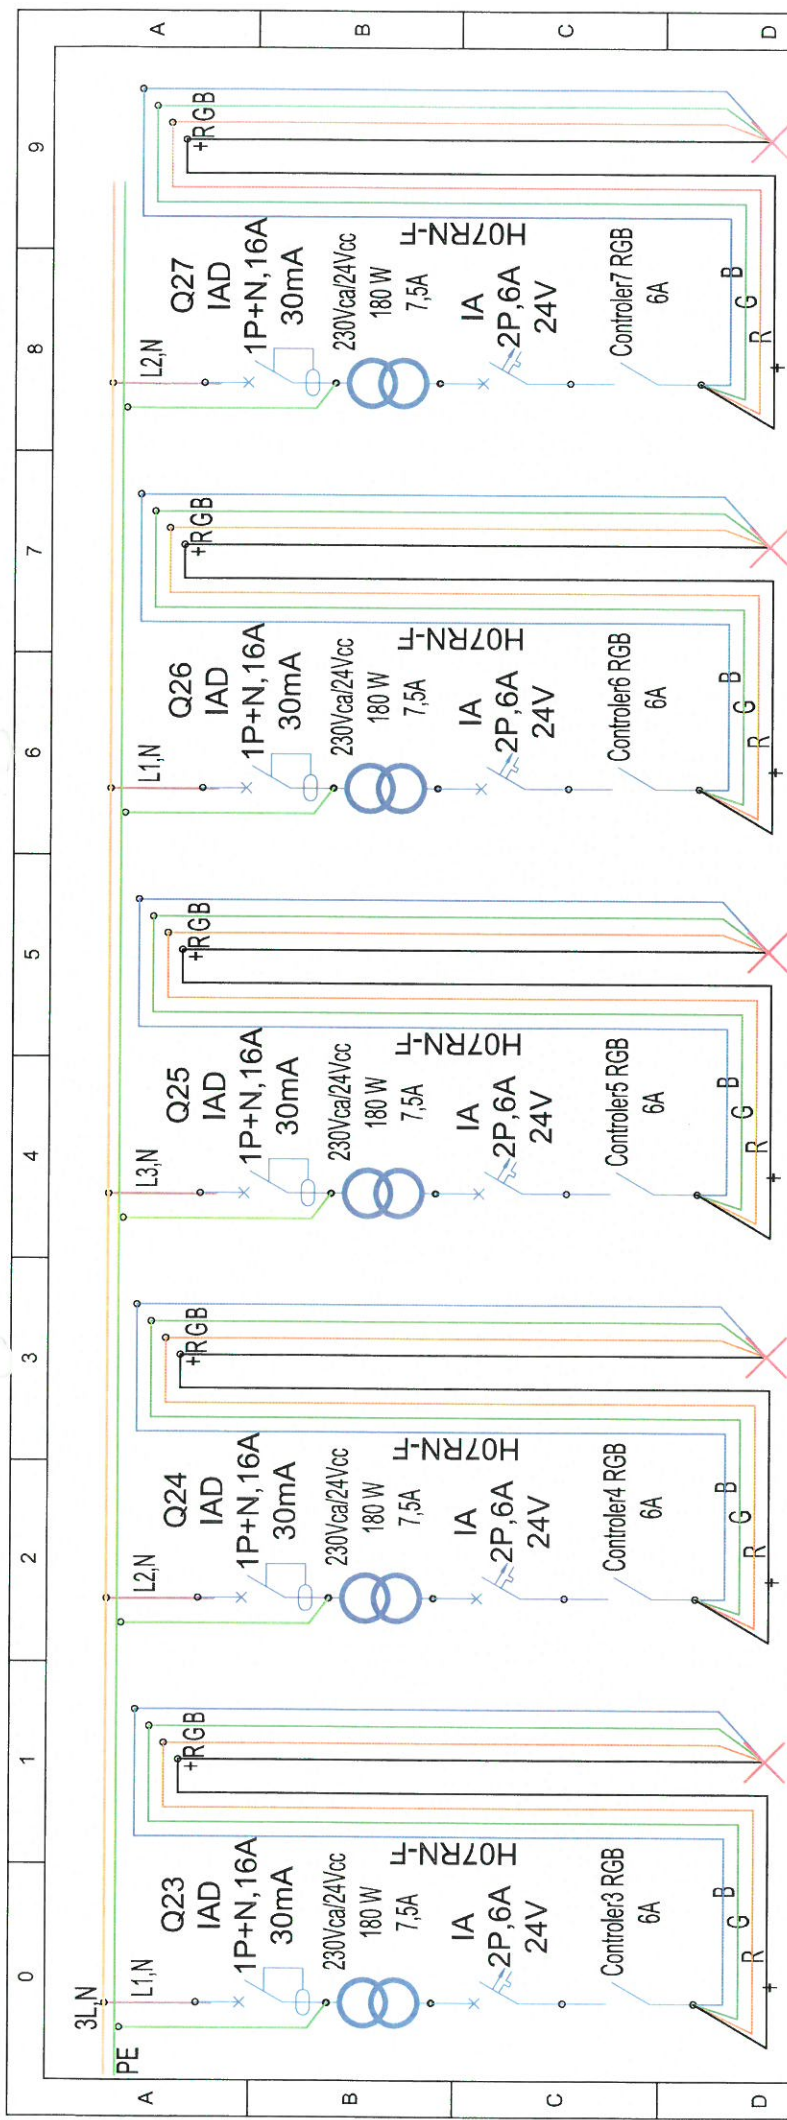 0 1 2 3 4 5 6 7 8 9
A
B
C
D
A
B
C
D
3L,N
PE
L1,N
Q23
IAD
1P+N,16A
30mA
230Vca/24Vcc
180 W
7,5A
IA
2P,6A
24V
H07RN-F
Controler3 RGB
6A
+RGB
+ R G B
L2,N
Q24
IAD
1P+N,16A
30mA
230Vca/24Vcc
180 W
7,5A
IA
2P,6A
24V
H07RN-F
Controler4 RGB
6A
+RGB
+ R G B
L3,N
Q25
IAD
1P+N,16A
30mA
230Vca/24Vcc
180 W
7,5A
IA
2P,6A
24V
H07RN-F
Controler5 RGB
6A
+RGB
+ R G B
L1,N
Q26
IAD
1P+N,16A
30mA
230Vca/24Vcc
180 W
7,5A
IA
2P,6A
24V
H07RN-F
Controler6 RGB
6A
+RGB
+ R G B
L2,N
Q27
IAD
1P+N,16A
30mA
230Vca/24Vcc
180 W
7,5A
IA
2P,6A
24V
H07RN-F
Controler7 RGB
6A
+RGB
+ R G B